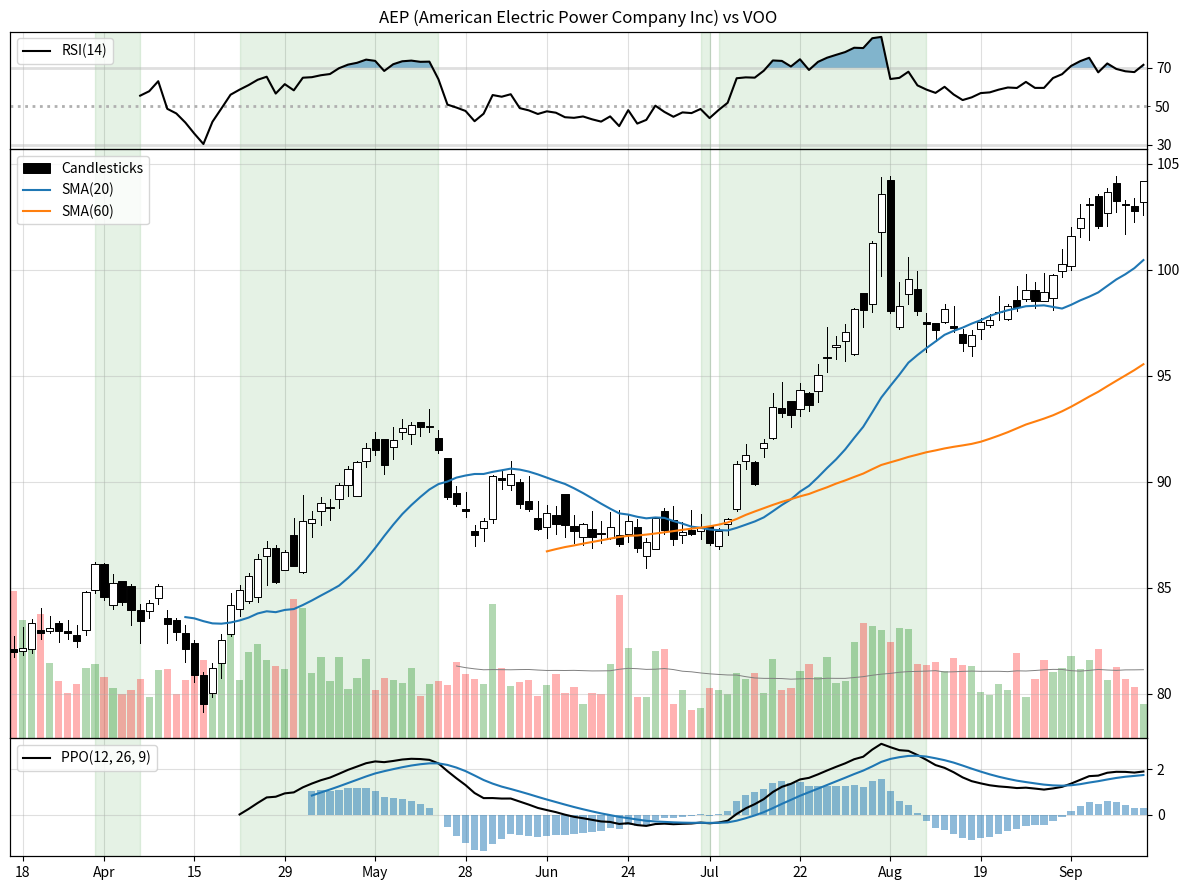 AEP (American Electric Power Company Inc) vs VOO
RSI(14)
70
50
30
Candlesticks
SMA(20)
SMA(60)
105
100
95
90
85
80
PPO(12, 26, 9)
2
0
18 Apr 15 29 May 28 Jun 24 Jul 22 Aug 19 Sep